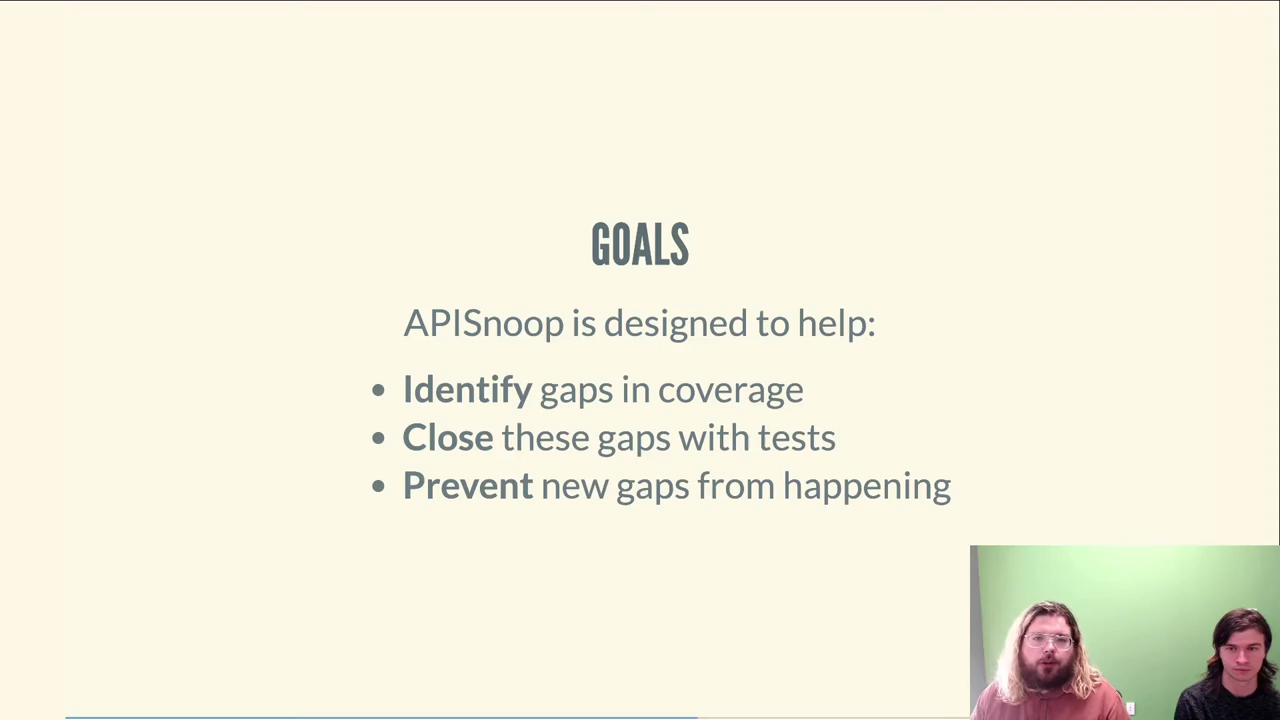 GOALS
APISnoop is designed to help:
• Identify gaps in coverage
• Close these gaps with tests
• Prevent new gaps from happening